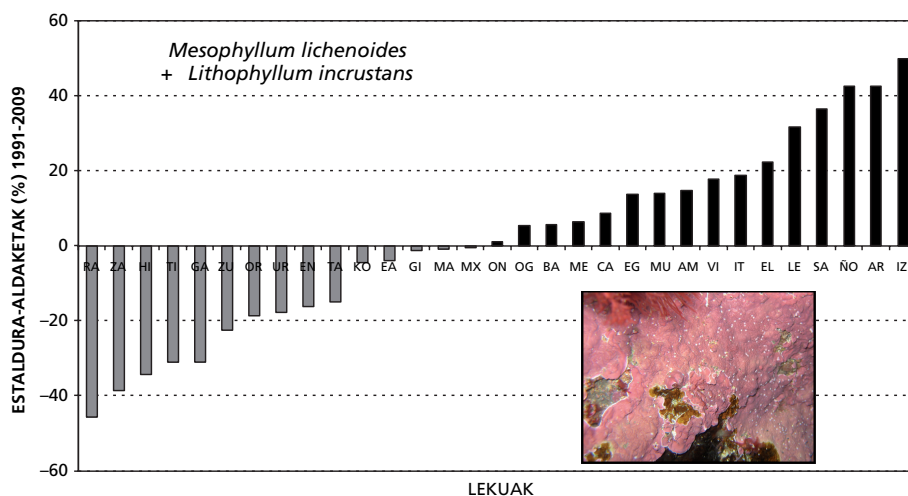 Mesophyllum lichenoides
+ Lithophyllum incrustans
ESTALDURA-ALDAKETAK (%) 1991-2009
60
40
20
0
–20
–40
–60
RA ZA HI TI GA ZU OR UR EN TA KO EA GI MA MX ON OG BA ME CA EG MU AM VI IT EL LE SA ÑO AR IZ
LEKUAK